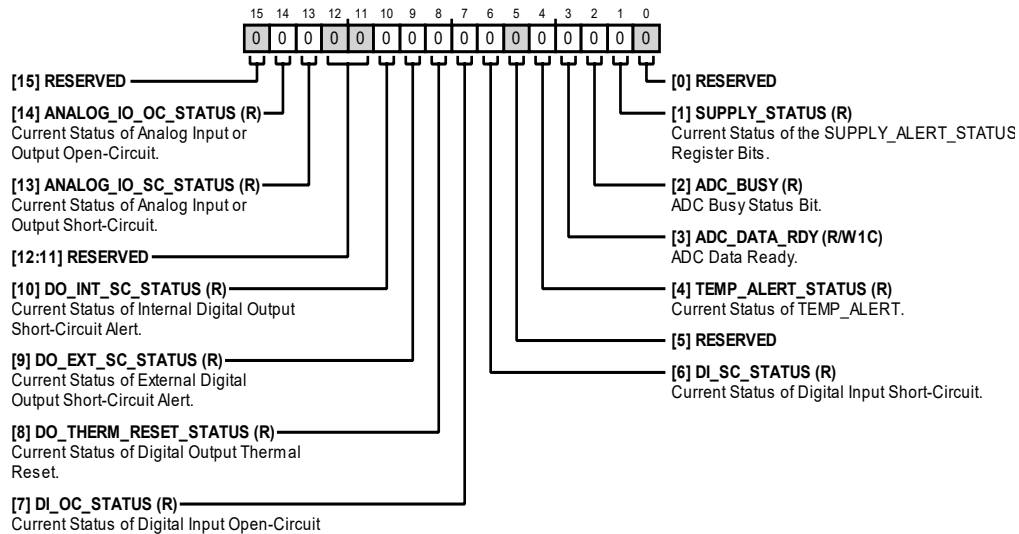 15 14 13 12 11 10 9 8 7 6 5 4 3 2 1 0
0 0 0 0 0 0 0 0 0 0 0 0 0 0 0 0
[15] RESERVED
[14] ANALOG_IO_OC_STATUS (R)
Current Status of Analog Input or
Output Open-Circuit.
[13] ANALOG_IO_SC_STATUS (R)
Current Status of Analog Input or
Output Short-Circuit.
[12:11] RESERVED
[10] DO_INT_SC_STATUS (R)
Current Status of Internal Digital Output
Short-Circuit Alert.
[9] DO_EXT_SC_STATUS (R)
Current Status of External Digital
Output Short-Circuit Alert.
[8] DO_THERM_RESET_STATUS (R)
Current Status of Digital Output Thermal
Reset.
[7] DI_OC_STATUS (R)
Current Status of Digital Input Open-Circuit
[0] RESERVED
[1] SUPPLY_STATUS (R)
Current Status of the SUPPLY_ALERT_STATUS
Register Bits.
[2] ADC_BUSY (R)
ADC Busy Status Bit.
[3] ADC_DATA_RDY (R/W1C)
ADC Data Ready.
[4] TEMP_ALERT_STATUS (R)
Current Status of TEMP_ALERT.
[5] RESERVED
[6] DI_SC_STATUS (R)
Current Status of Digital Input Short-Circuit.